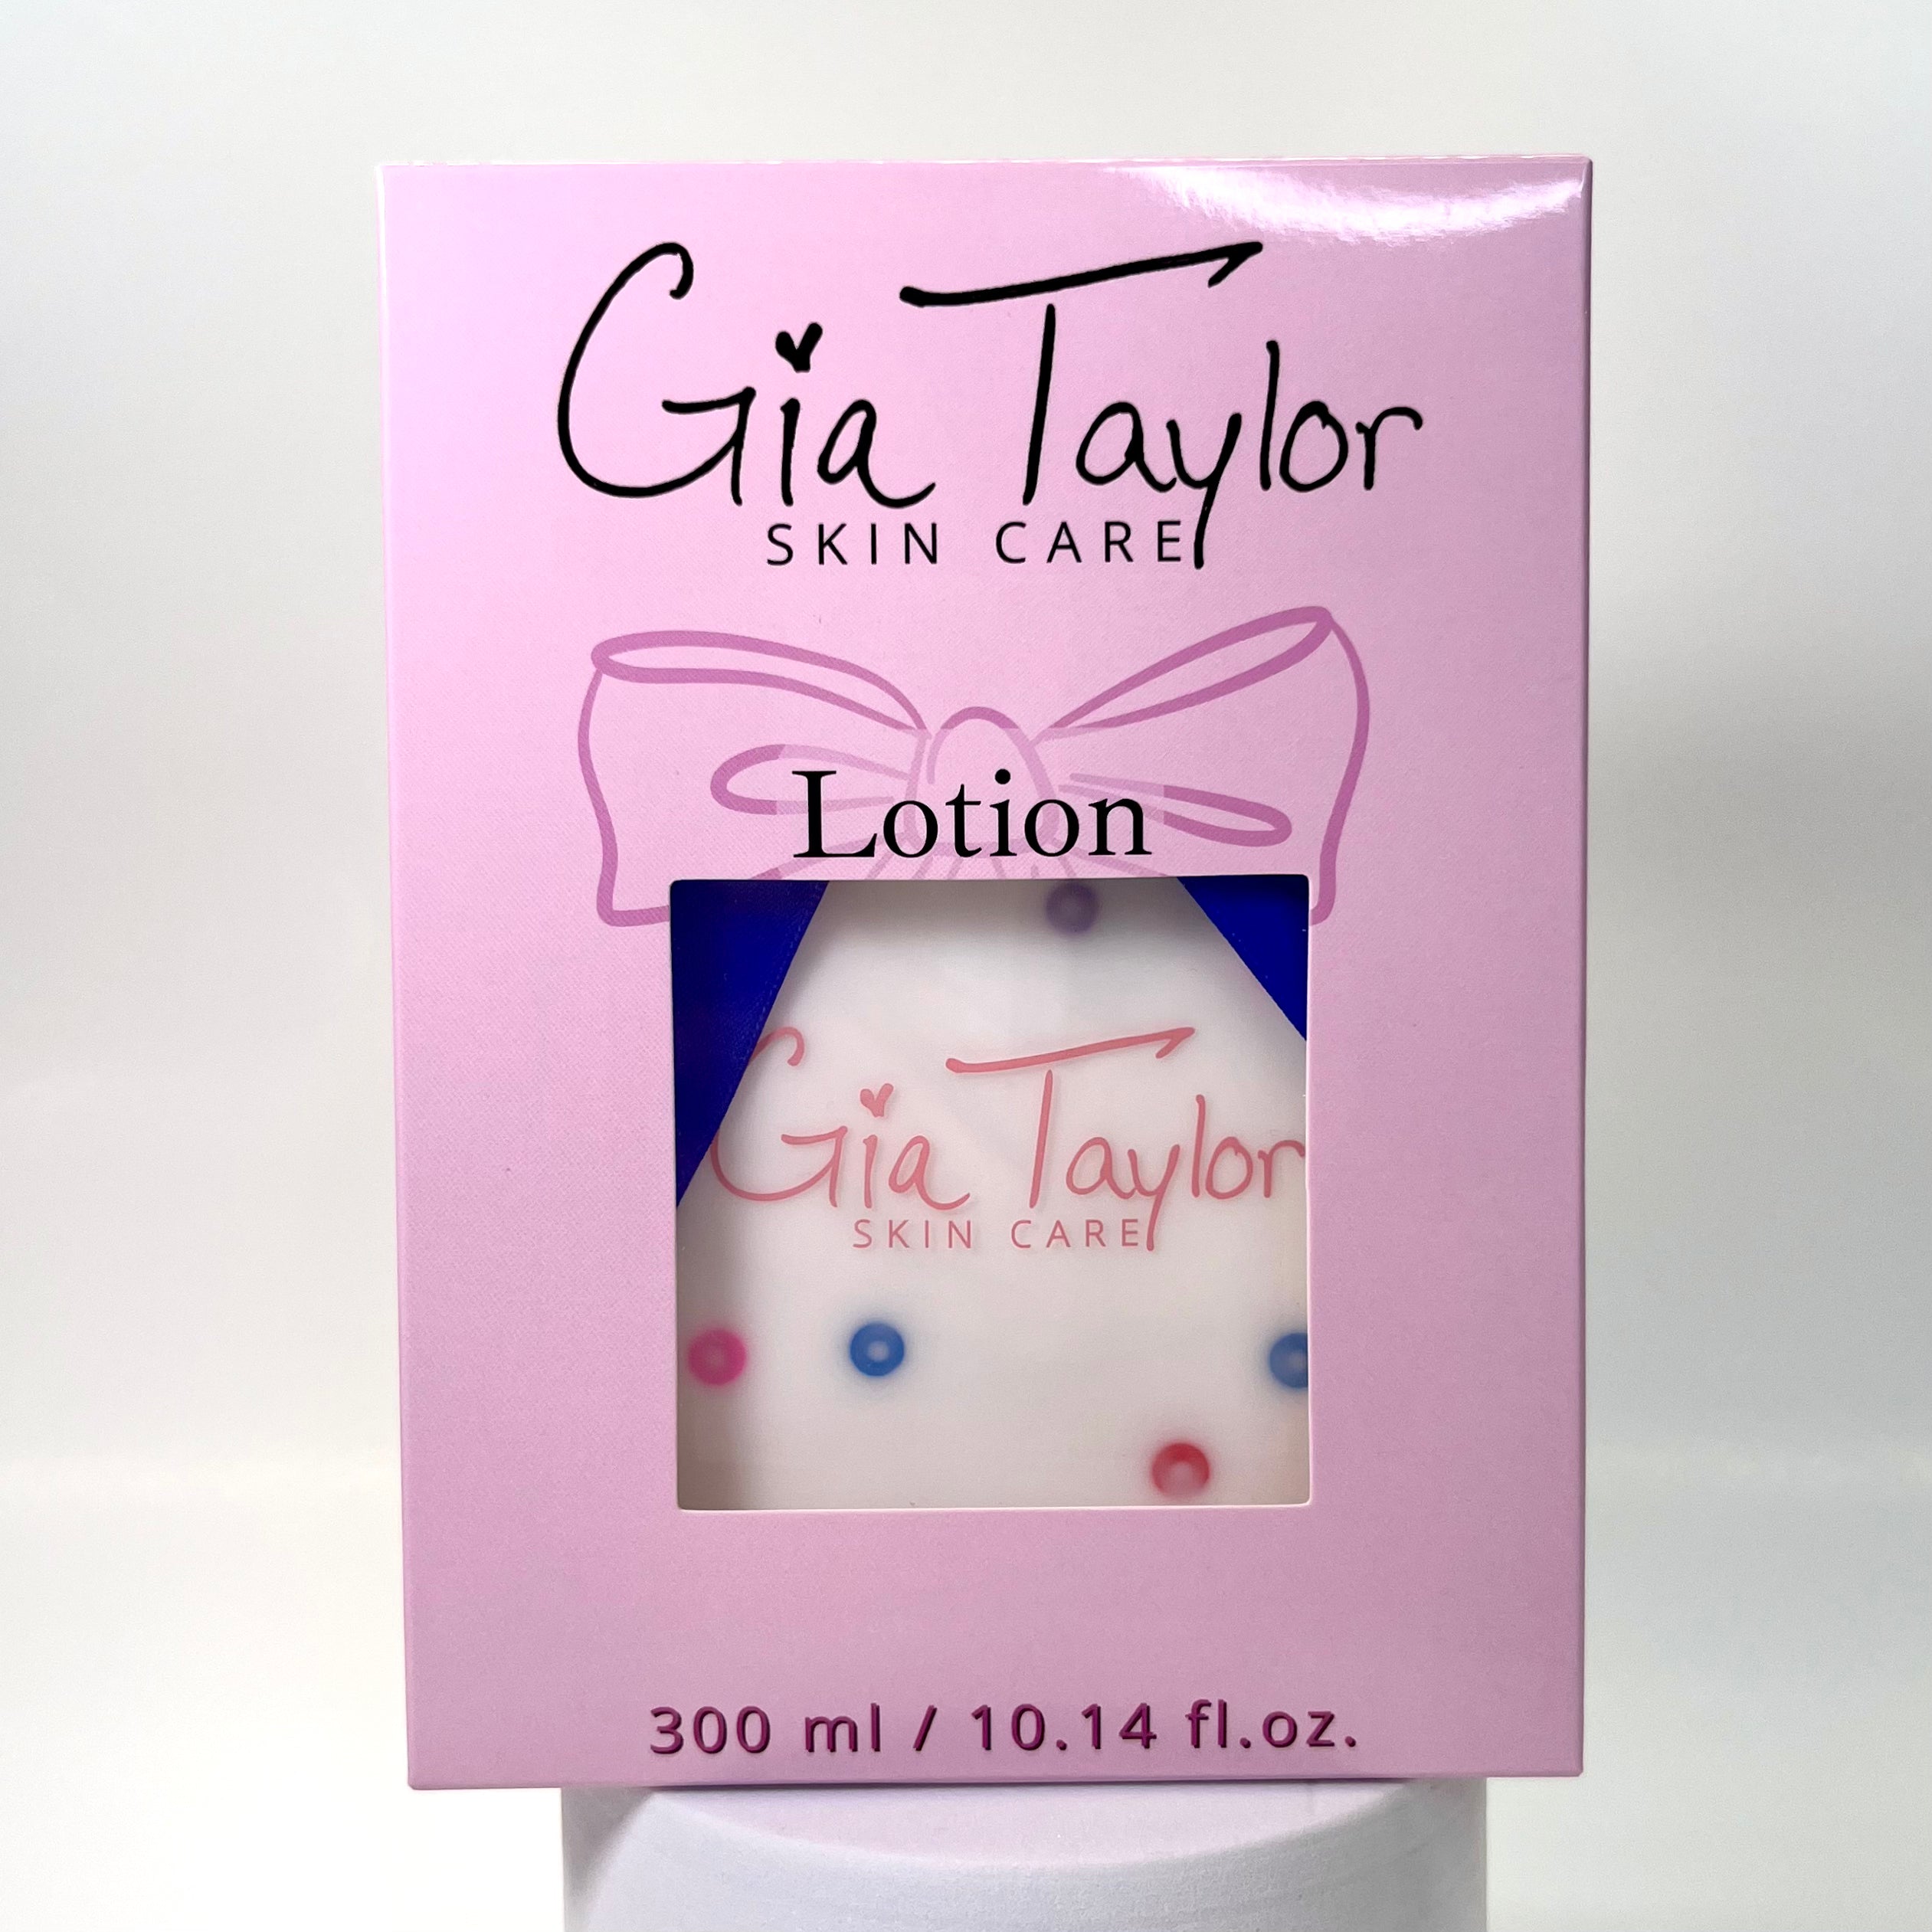 Gia Taylor
SKIN CARE
Lotion
Gia Taylor
SKIN CARE
300 ml / 10.14 fl.oz.